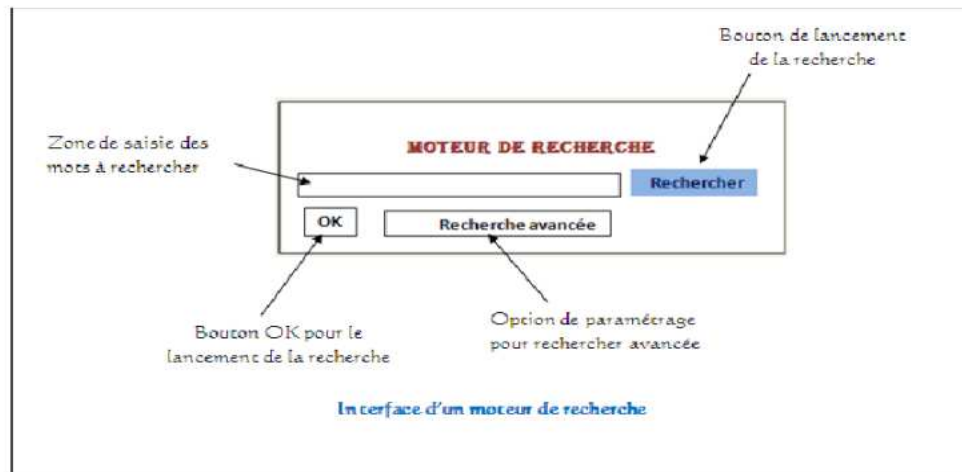 Bouton de lancement
de la recherche
Zone de saisie des
mots à rechercher
MOTEUR DE RECHERCHE
Rechercher
OK
Recherche avancée
Bouton OK pour le
lancement de la recherche
Option de paramétrage
pour rechercher avancée
Interface d'un moteur de recherche